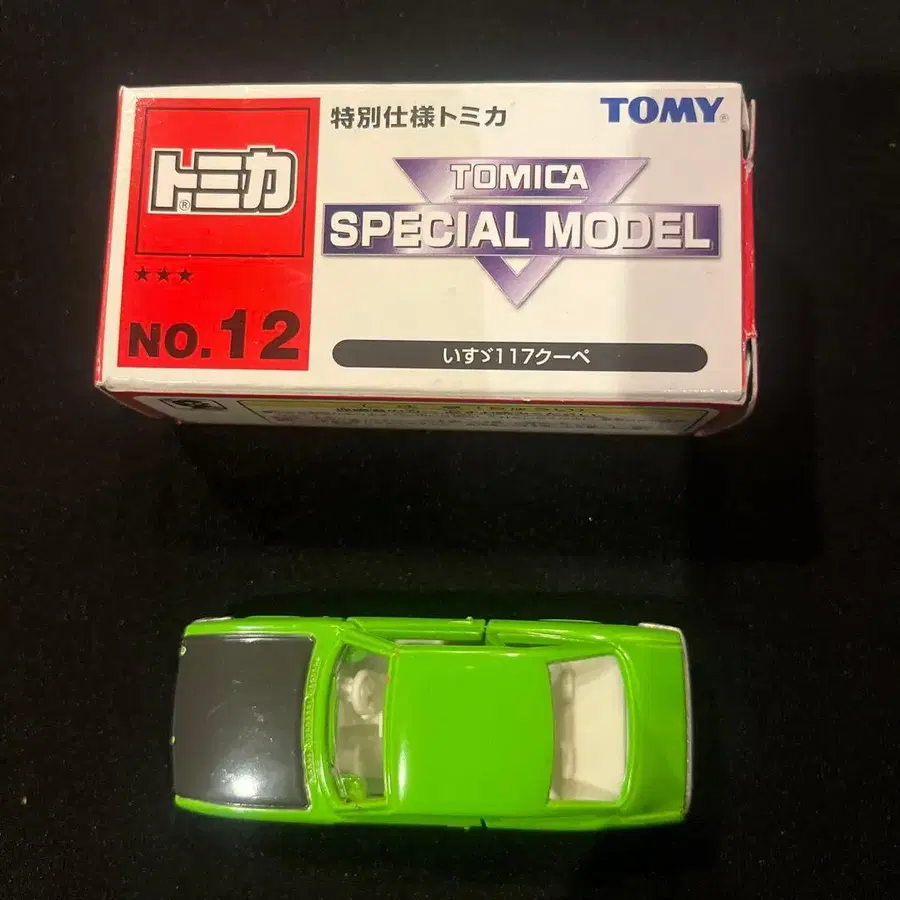 特別仕様トミカ
TOMY®
トミカ®
TOMICA
SPECIAL MODEL
★★★
NO.12
いすゞ117クーペ